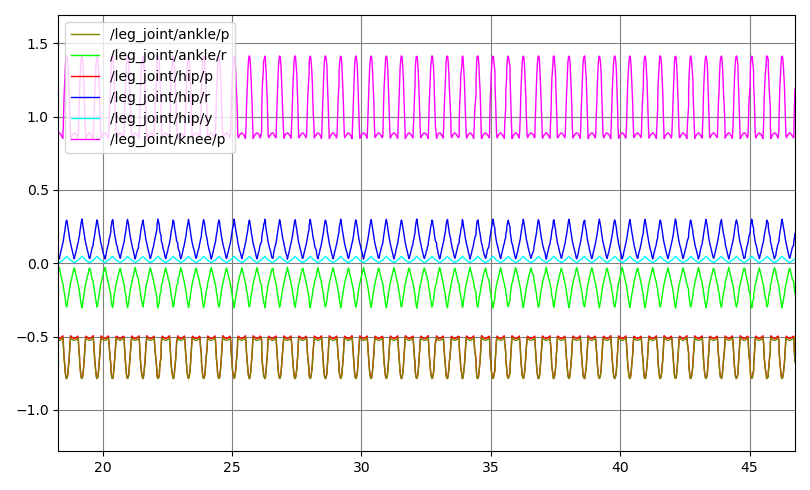 /leg_joint/ankle/p
/leg_joint/ankle/r
/leg_joint/hip/p
/leg_joint/hip/r
/leg_joint/hip/y
/leg_joint/knee/p
1.5
1.0
0.5
0.0
−0.5
−1.0
20 25 30 35 40 45